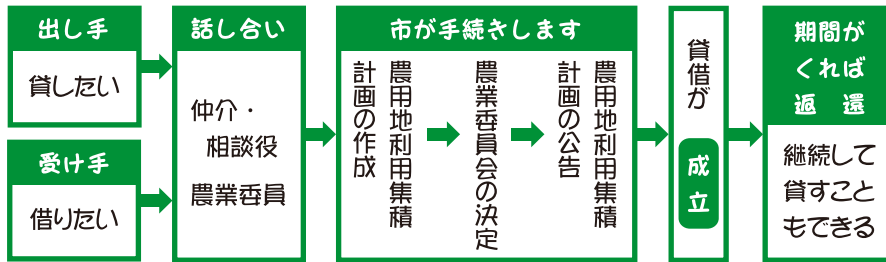 出し手
貸したい
受け手
借りたい
話し合い
仲介・
相談役
農業委員
市が手続きします
農用地利用集積
計画の作成
農業委員会の決定
農用地利用集積
計画の公告
貸借が
成立
期間が
くれば
返還
継続して
貸すこと
もできる